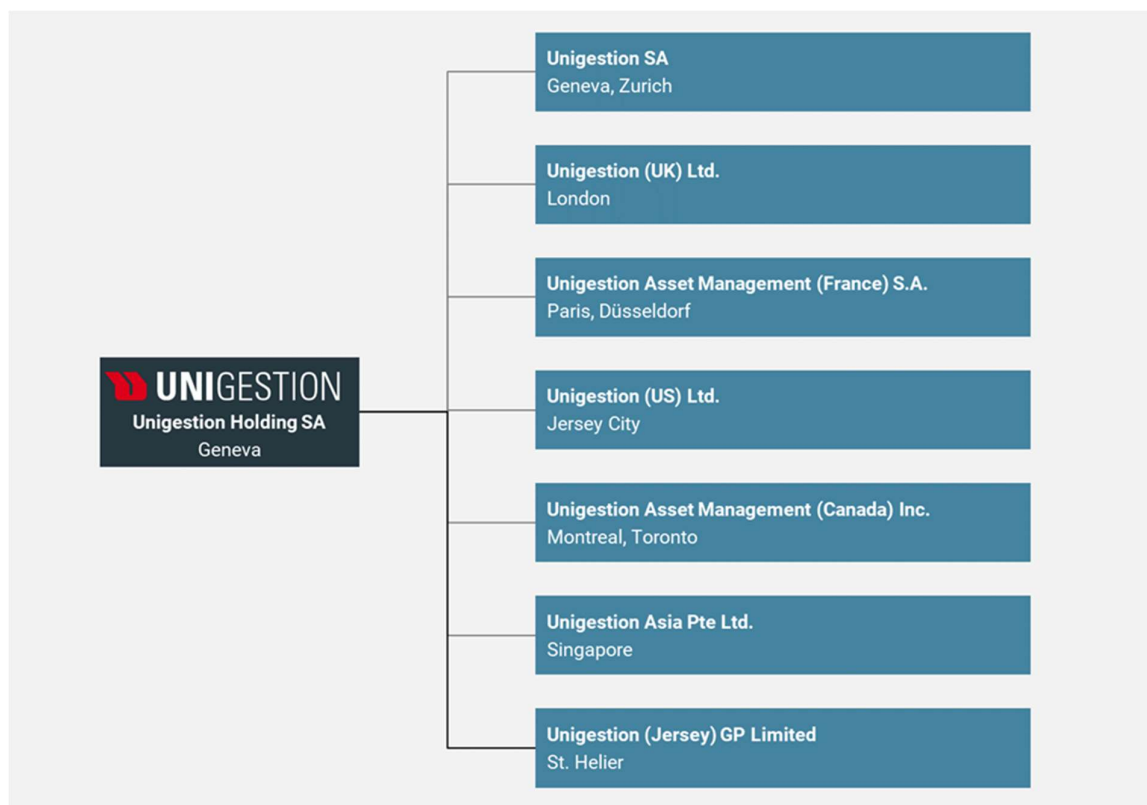 UNIGESTION
Unigestion Holding SA
Geneva
Unigestion SA
Geneva, Zurich
Unigestion (UK) Ltd.
London
Unigestion Asset Management (France) S.A.
Paris, Düsseldorf
Unigestion (US) Ltd.
Jersey City
Unigestion Asset Management (Canada) Inc.
Montreal, Toronto
Unigestion Asia Pte Ltd.
Singapore
Unigestion (Jersey) GP Limited
St. Helier